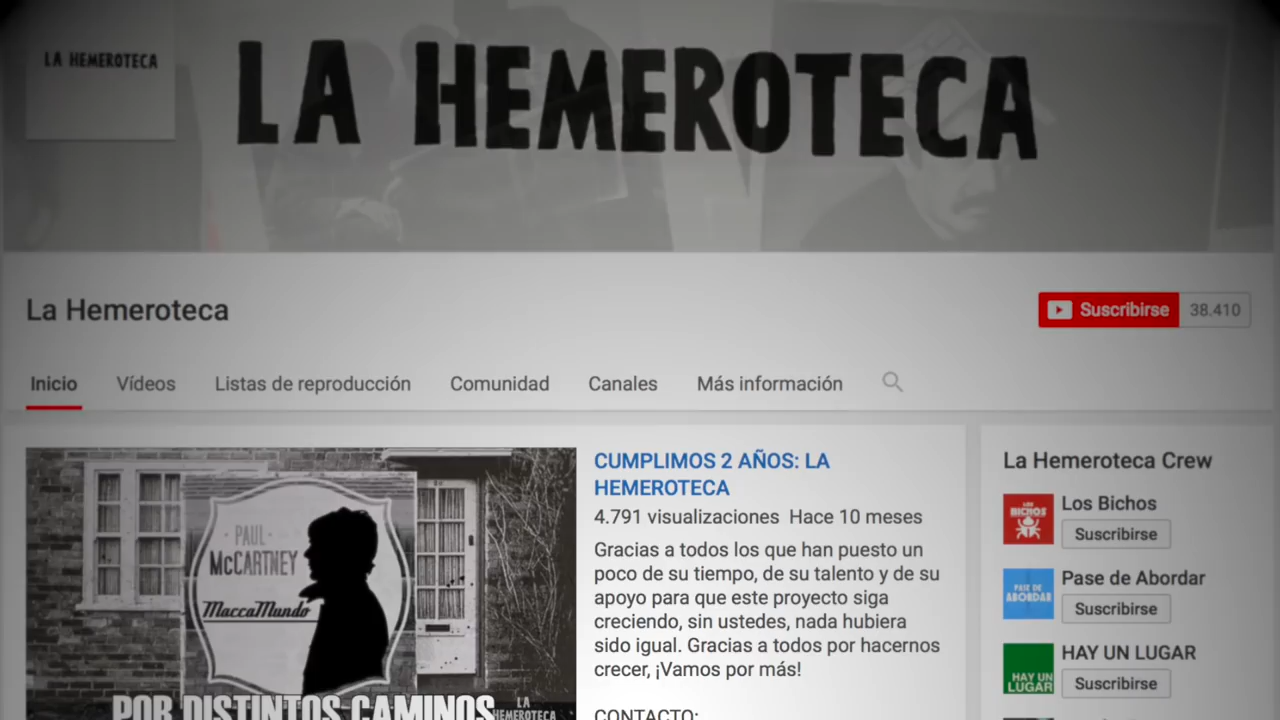 LA HEMEROTECA
LA HEMEROTECA
La Hemeroteca
Suscribirse 38.410
Inicio Vídeos Listas de reproducción Comunidad Canales Más información
PAUL
McCARTNEY
MaccaMundo
POR DISTINTOS CAMINOS
LA
HEMEROTECA
CUMPLIMOS 2 AÑOS: LA
HEMEROTECA
4.791 visualizaciones Hace 10 meses
Gracias a todos los que han puesto un
poco de su tiempo, de su talento y de su
apoyo para que este proyecto siga
creciendo, sin ustedes, nada hubiera
sido igual. Gracias a todos por hacernos
crecer, ¡Vamos por más!
CONTACTO:
La Hemeroteca Crew
LOS
BICHOS
Los Bichos
Suscribirse
PASE DE
ABORDAR
Pase de Abordar
Suscribirse
HAY UN
LUGAR
HAY UN LUGAR
Suscribirse